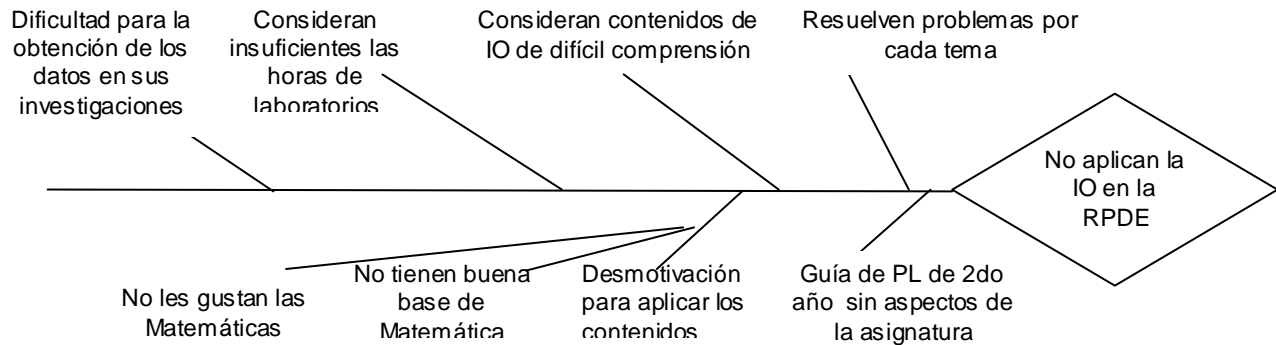 Dificultad para la
obtención de los
datos en sus
investigaciones
Consideran
insuficientes las
horas de
laboratorios
Consideran contenidos de
IO de difícil comprensión
Resuelven problemas por
cada tema
No aplican la
IO en la
RPDE
No les gustan las
Matemáticas
No tienen buena
base de
Matemática
Desmotivación
para aplicar los
contenidos
Guía de PL de 2do
año sin aspectos de
la asignatura